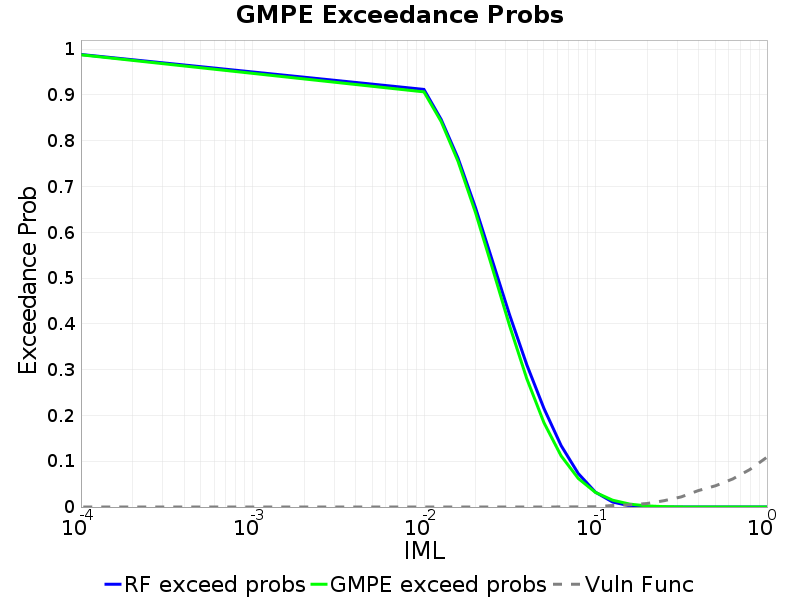 GMPE Exceedance Probs
Exceedance Prob
1
0.9
0.8
0.7
0.6
0.5
0.4
0.3
0.2
0.1
0
10^-4 10^-3 10^-2 10^-1 10^0
IML
RF exceed probs GMPE exceed probs Vuln Func